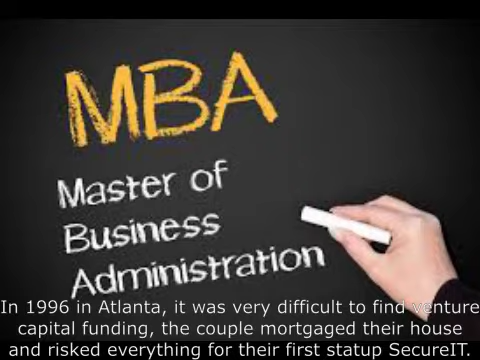 MBA
Master of
Business
Administration
In 1996 in Atlanta, it was very difficult to find venture
capital funding, the couple mortgaged their house
and risked everything for their first statup SecureIT.